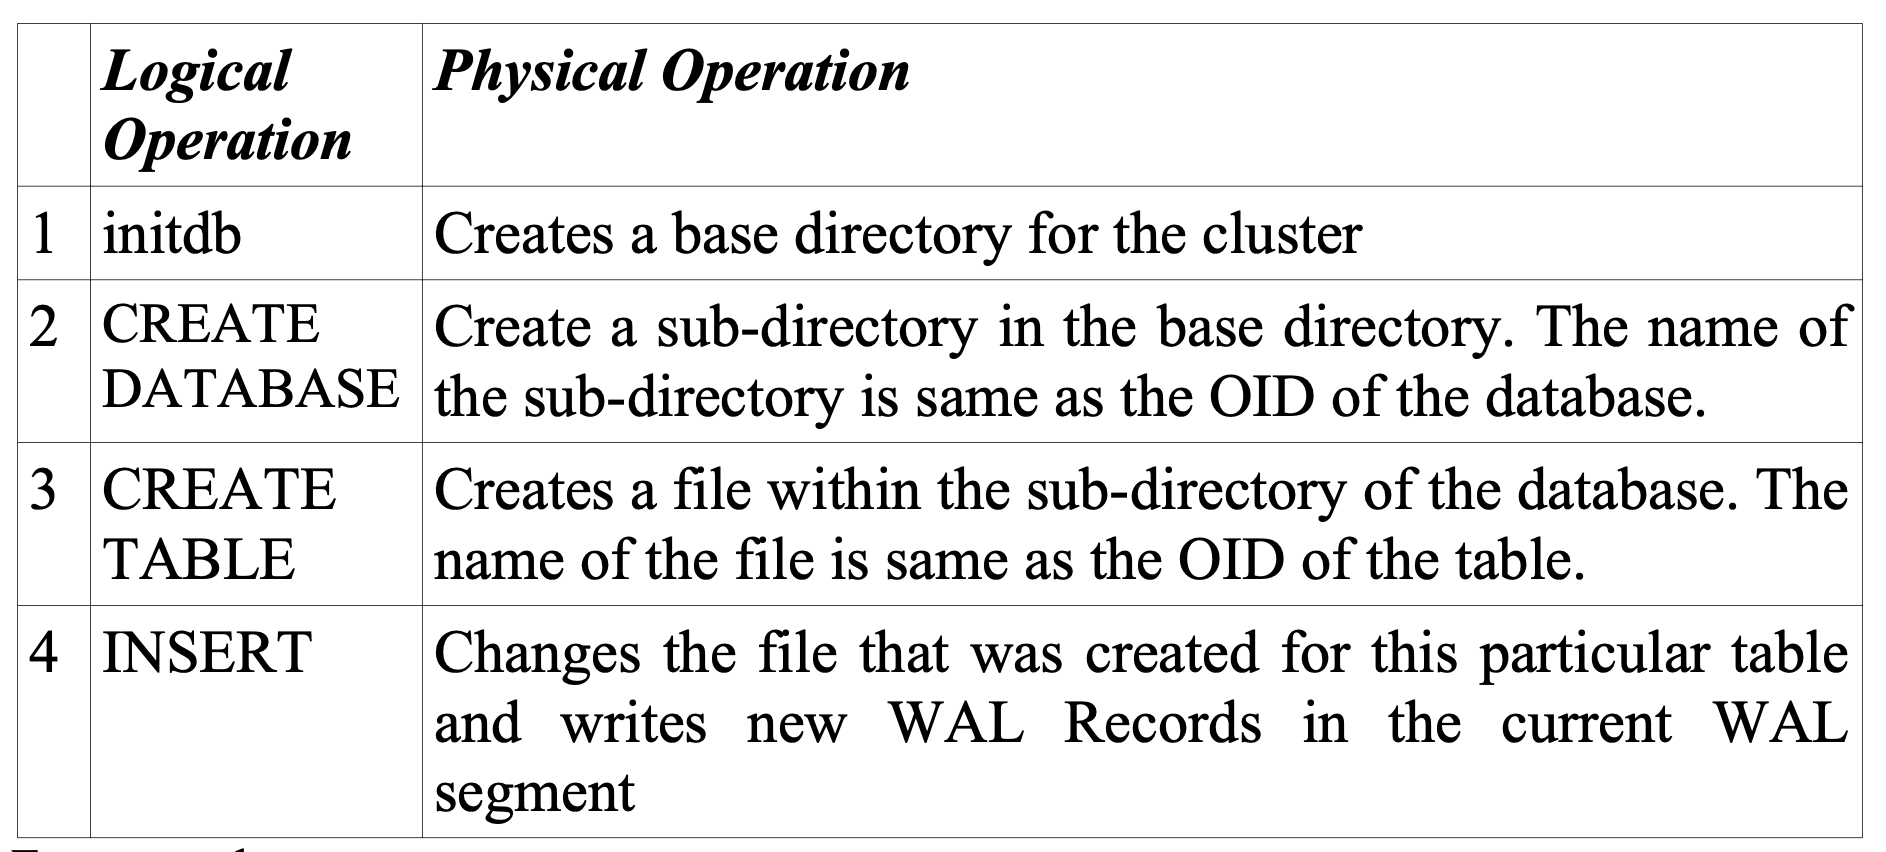 Logical Operation
Physical Operation
1 initdb Creates a base directory for the cluster
2 CREATE DATABASE
Create a sub-directory in the base directory. The name of
the sub-directory is same as the OID of the database.
3 CREATE TABLE
Creates a file within the sub-directory of the database. The
name of the file is same as the OID of the table.
4 INSERT
Changes the file that was created for this particular table
and writes new WAL Records in the current WAL
segment